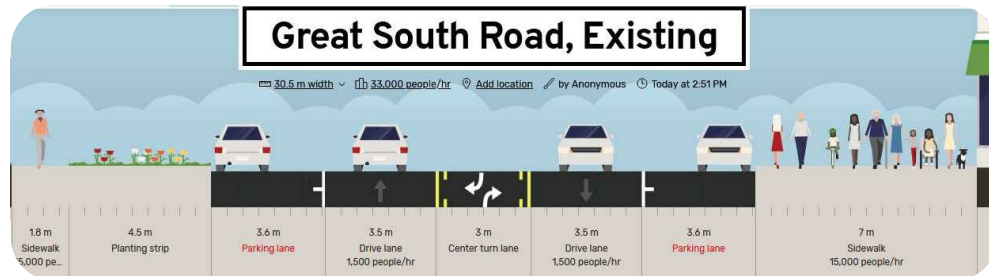 Great South Road, Existing
30.5 m width 33,000 people/hr Add location by Anonymous Today at 2:51 PM
1.8 m 4.5 m 3.6 m 3.5 m 3 m 3.5 m 3.6 m 7 m
Sidewalk Planting strip Parking lane Drive lane Center turn lane Drive lane Parking lane Sidewalk
5,000 pe... 1,500 people/hr 1,500 people/hr 15,000 people/hr